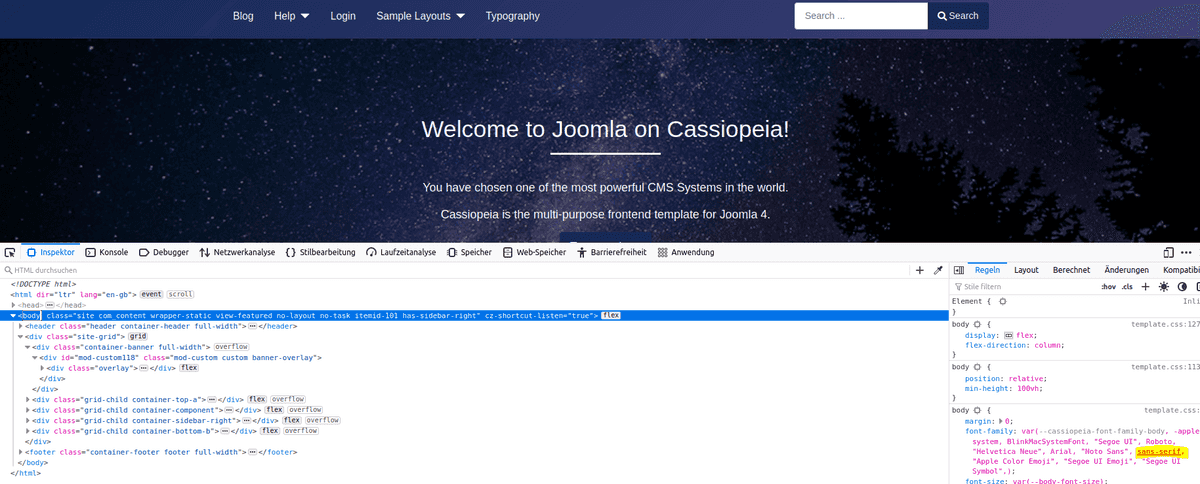 Blog Help Login Sample Layouts Typography Search ... Search
Welcome to Joomla on Cassiopeia!
You have chosen one of the most powerful CMS Systems in the world.
Cassiopeia is the multi-purpose frontend template for Joomla 4.
Inspektor Konsole Debugger Netzwerkanalyse {} Stilbearbeitung Laufzeitanalyse Speicher Web-Speicher Barrierefreiheit Anwendung
HTML durchsuchen
<!DOCTYPE html>
<html dir="ltr" lang="en-gb"> event scroll
<head> ... </head>
<body class="site com_content wrapper-static view-featured no-layout no-task itemid-101 has-sidebar-right" cz-shortcut-listen="true"> flex
<header class="header container-header full-width"> ... </header>
<div class="site-grid"> grid
<div class="container-banner full-width"> overflow
<div id="mod-custom118" class="mod-custom custom banner-overlay">
<div class="overlay"> ... </div> flex
</div>
</div>
<div class="grid-child container-top-a"> ... </div> flex overflow
<div class="grid-child container-component"> ... </div> flex overflow
<div class="grid-child container-sidebar-right"> ... </div> flex overflow
<div class="grid-child container-bottom-b"> ... </div> flex overflow
</div>
<footer class="container-footer footer full-width"> ... </footer>
</body>
</html>
Regeln Layout Berechnet Änderungen Kompatibi
Stile filtern :hov .cls +
Element { Inli
}
body { template.css:127
display: flex;
flex-direction: column;
}
body { template.css:113
position: relative;
min-height: 100vh;
}
body { template.css:
margin: 0;
font-family: var(--cassiopeia-font-family-body, -apple
system, BlinkMacSystemFont, "Segoe UI", Roboto,
"Helvetica Neue", Arial, "Noto Sans", sans-serif,
"Apple Color Emoji", "Segoe UI Emoji", "Segoe UI
Symbol",);
font-size: var(--body-font-size);